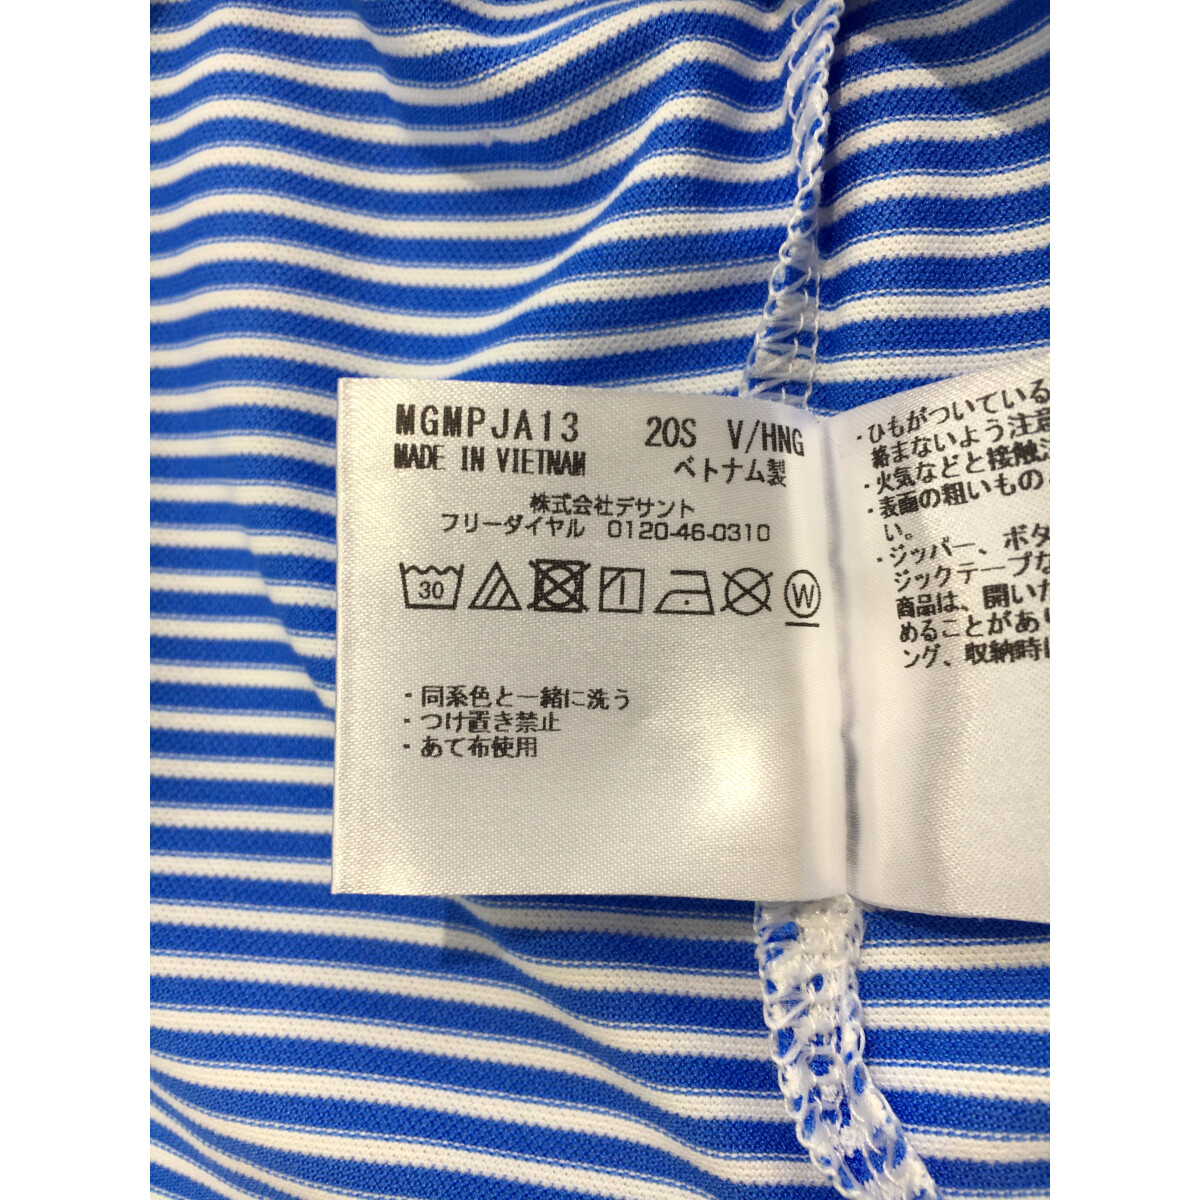 MGMPJA13 20S V/HNG
MADE IN VIETNAM ベトナム製
株式会社デサント
フリーダイヤル 0120-46-0310
30 W
・同系色と一緒に洗う
・つけ置き禁止
・あて布使用
・ひもがついている
絡まないよう注意
・火気などと接触
・表面の粗いもの
い。
・ジッパー、ボタ
ジックテープな
商品は、開いた
めることがあり
ング、収納時に